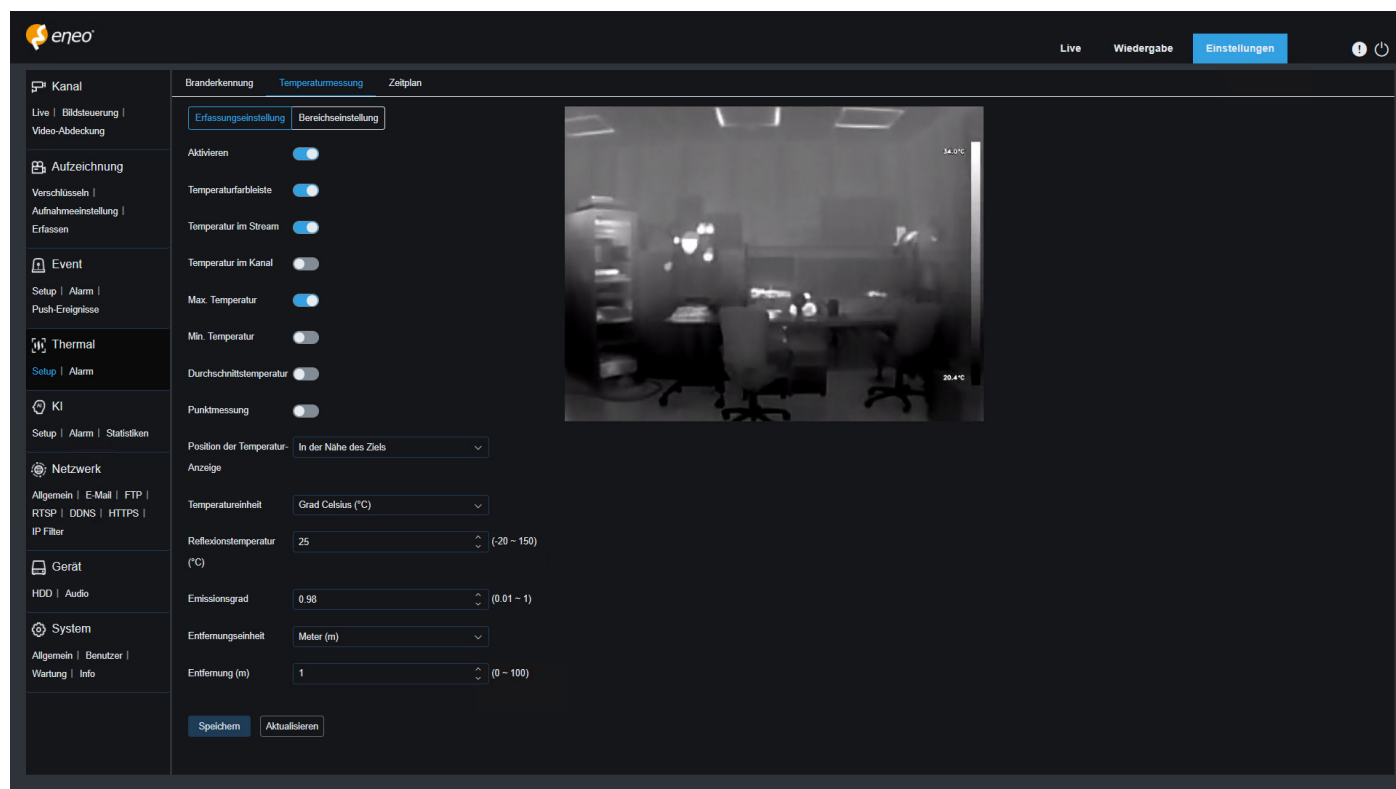 eneo
Live Wiedergabe Einstellungen
Kanal
Live | Bildsteuerung |
Video-Abdeckung
Aufzeichnung
Verschlüsseln |
Aufnahmeeinstellung |
Erfassen
Event
Setup | Alarm |
Push-Ereignisse
Thermal
Setup | Alarm
KI
Setup | Alarm | Statistiken
Netzwerk
Allgemein | E-Mail | FTP |
RTSP | DDNS | HTTPS |
IP Filter
Gerät
HDD | Audio
System
Allgemein | Benutzer |
Wartung | Info
Branderkennung Temperaturmessung Zeitplan
Erfassungseinstellung Bereichseinstellung
Aktivieren
Temperaturfarbleiste
Temperatur im Stream
Temperatur im Kanal
Max. Temperatur
Min. Temperatur
Durchschnittstemperatur
Punktmessung
Position der Temperatur-
Anzeige
In der Nähe des Ziels
Temperatureinheit Grad Celsius (°C)
Reflexionstemperatur
(°C)
25 (-20 ~ 150)
Emissionsgrad 0.98 (0.01 ~ 1)
Entfernungseinheit Meter (m)
Entfernung (m) 1 (0 ~ 100)
Speichern Aktualisieren
34.0°C
20.4°C